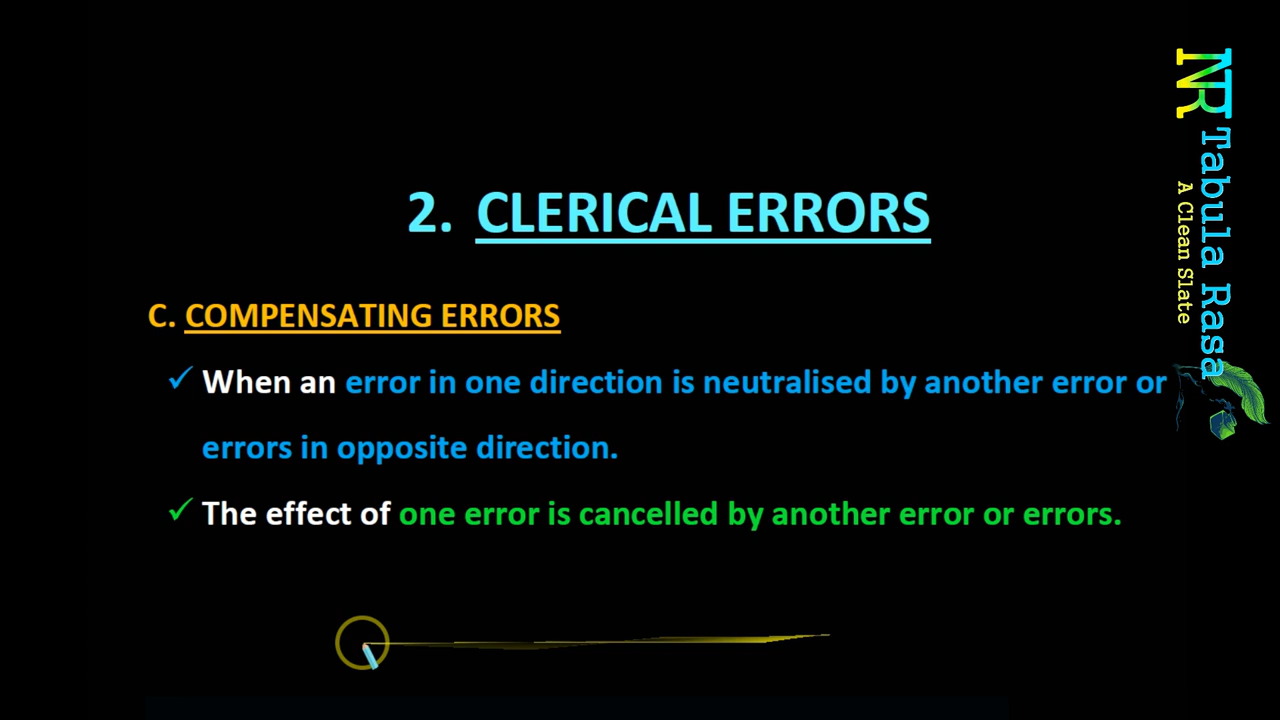 2. CLERICAL ERRORS
C. COMPENSATING ERRORS
✓ When an error in one direction is neutralised by another error or
errors in opposite direction.
✓ The effect of one error is cancelled by another error or errors.
NR
Tabula Rasa
A Clean Slate